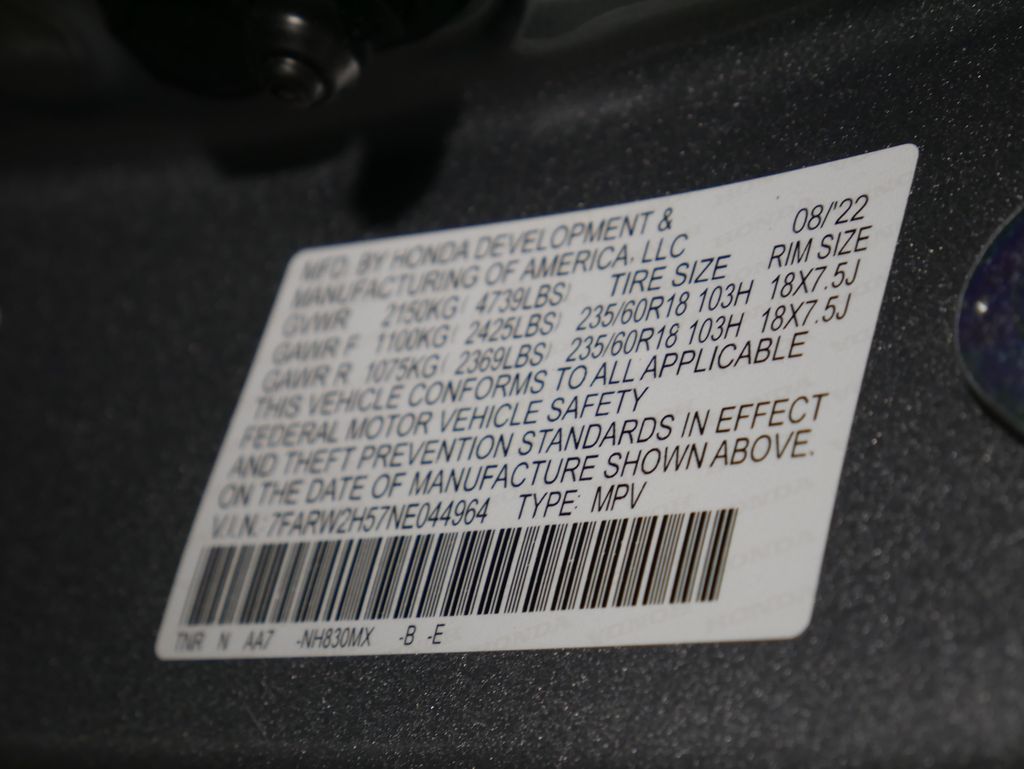 MFD. BY HONDA DEVELOPMENT & 08/'22
MANUFACTURING OF AMERICA, LLC
TIRE SIZE RIM SIZE
GVWR 2150KG( 4739LBS)
GAWR F 1100KG( 2425LBS) 235/60R18 103H 18X7.5J
GAWR R 1075KG( 2369LBS) 235/60R18 103H 18X7.5J
THIS VEHICLE CONFORMS TO ALL APPLICABLE
FEDERAL MOTOR VEHICLE SAFETY
AND THEFT PREVENTION STANDARDS IN EFFECT
ON THE DATE OF MANUFACTURE SHOWN ABOVE.
V.I.N.: 7FARW2H57NE044964 TYPE: MPV
TNR N AA7 -NH830MX -B -E